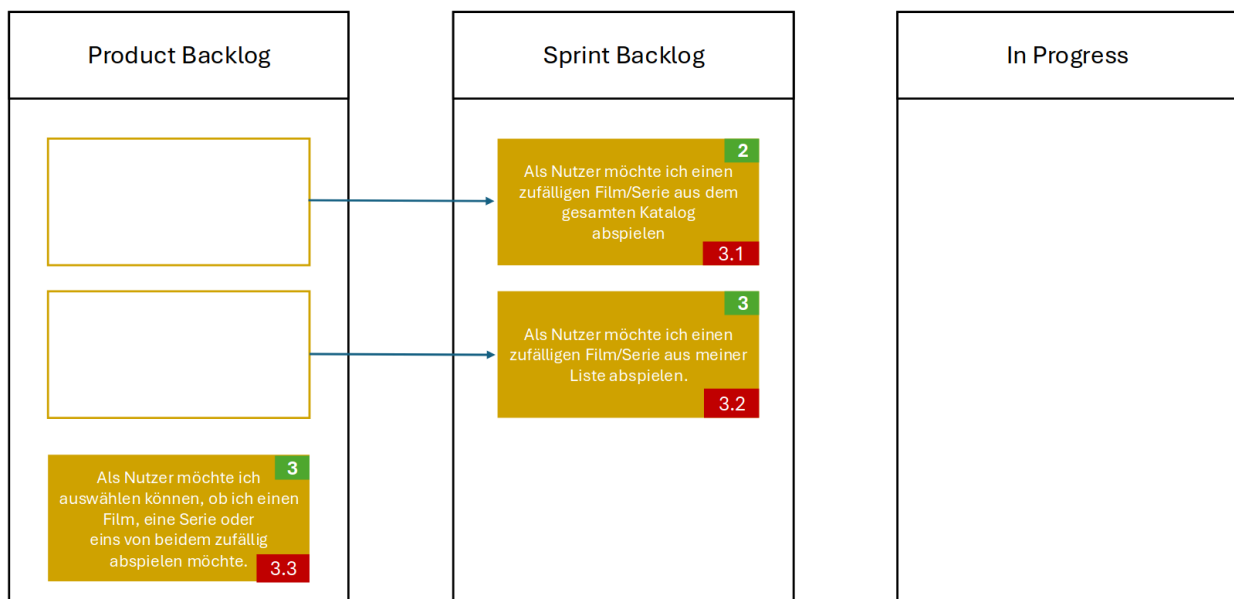 Product Backlog
Sprint Backlog
In Progress
2
Als Nutzer möchte ich einen
zufälligen Film/Serie aus dem
gesamten Katalog
abspielen
3.1
3
Als Nutzer möchte ich einen
zufälligen Film/Serie aus meiner
Liste abspielen.
3.2
3
Als Nutzer möchte ich
auswählen können, ob ich einen
Film, eine Serie oder
eins von beidem zufällig
abspielen möchte.
3.3